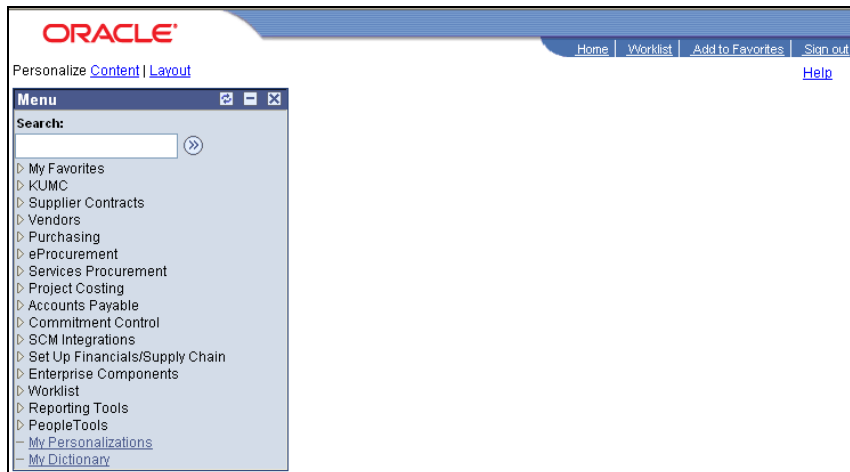 ORACLE
Home | Worklist | Add to Favorites | Sign out
Personalize Content | Layout
Help
Menu
Search:
My Favorites
KUMC
Supplier Contracts
Vendors
Purchasing
eProcurement
Services Procurement
Project Costing
Accounts Payable
Commitment Control
SCM Integrations
Set Up Financials/Supply Chain
Enterprise Components
Worklist
Reporting Tools
PeopleTools
My Personalizations
My Dictionary